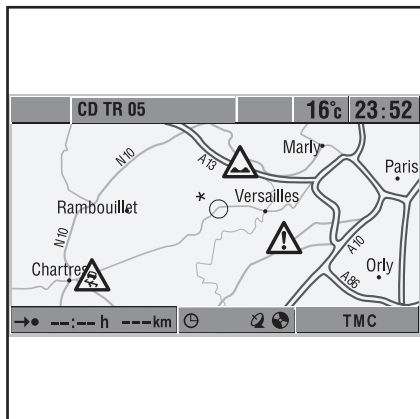 CD TR 05 16°c 23:52
Marly
N10
A13
Paris
Versailles
Rambouillet
N10
A10
Chartres
Orly
A86
--:-- h ---km TMC